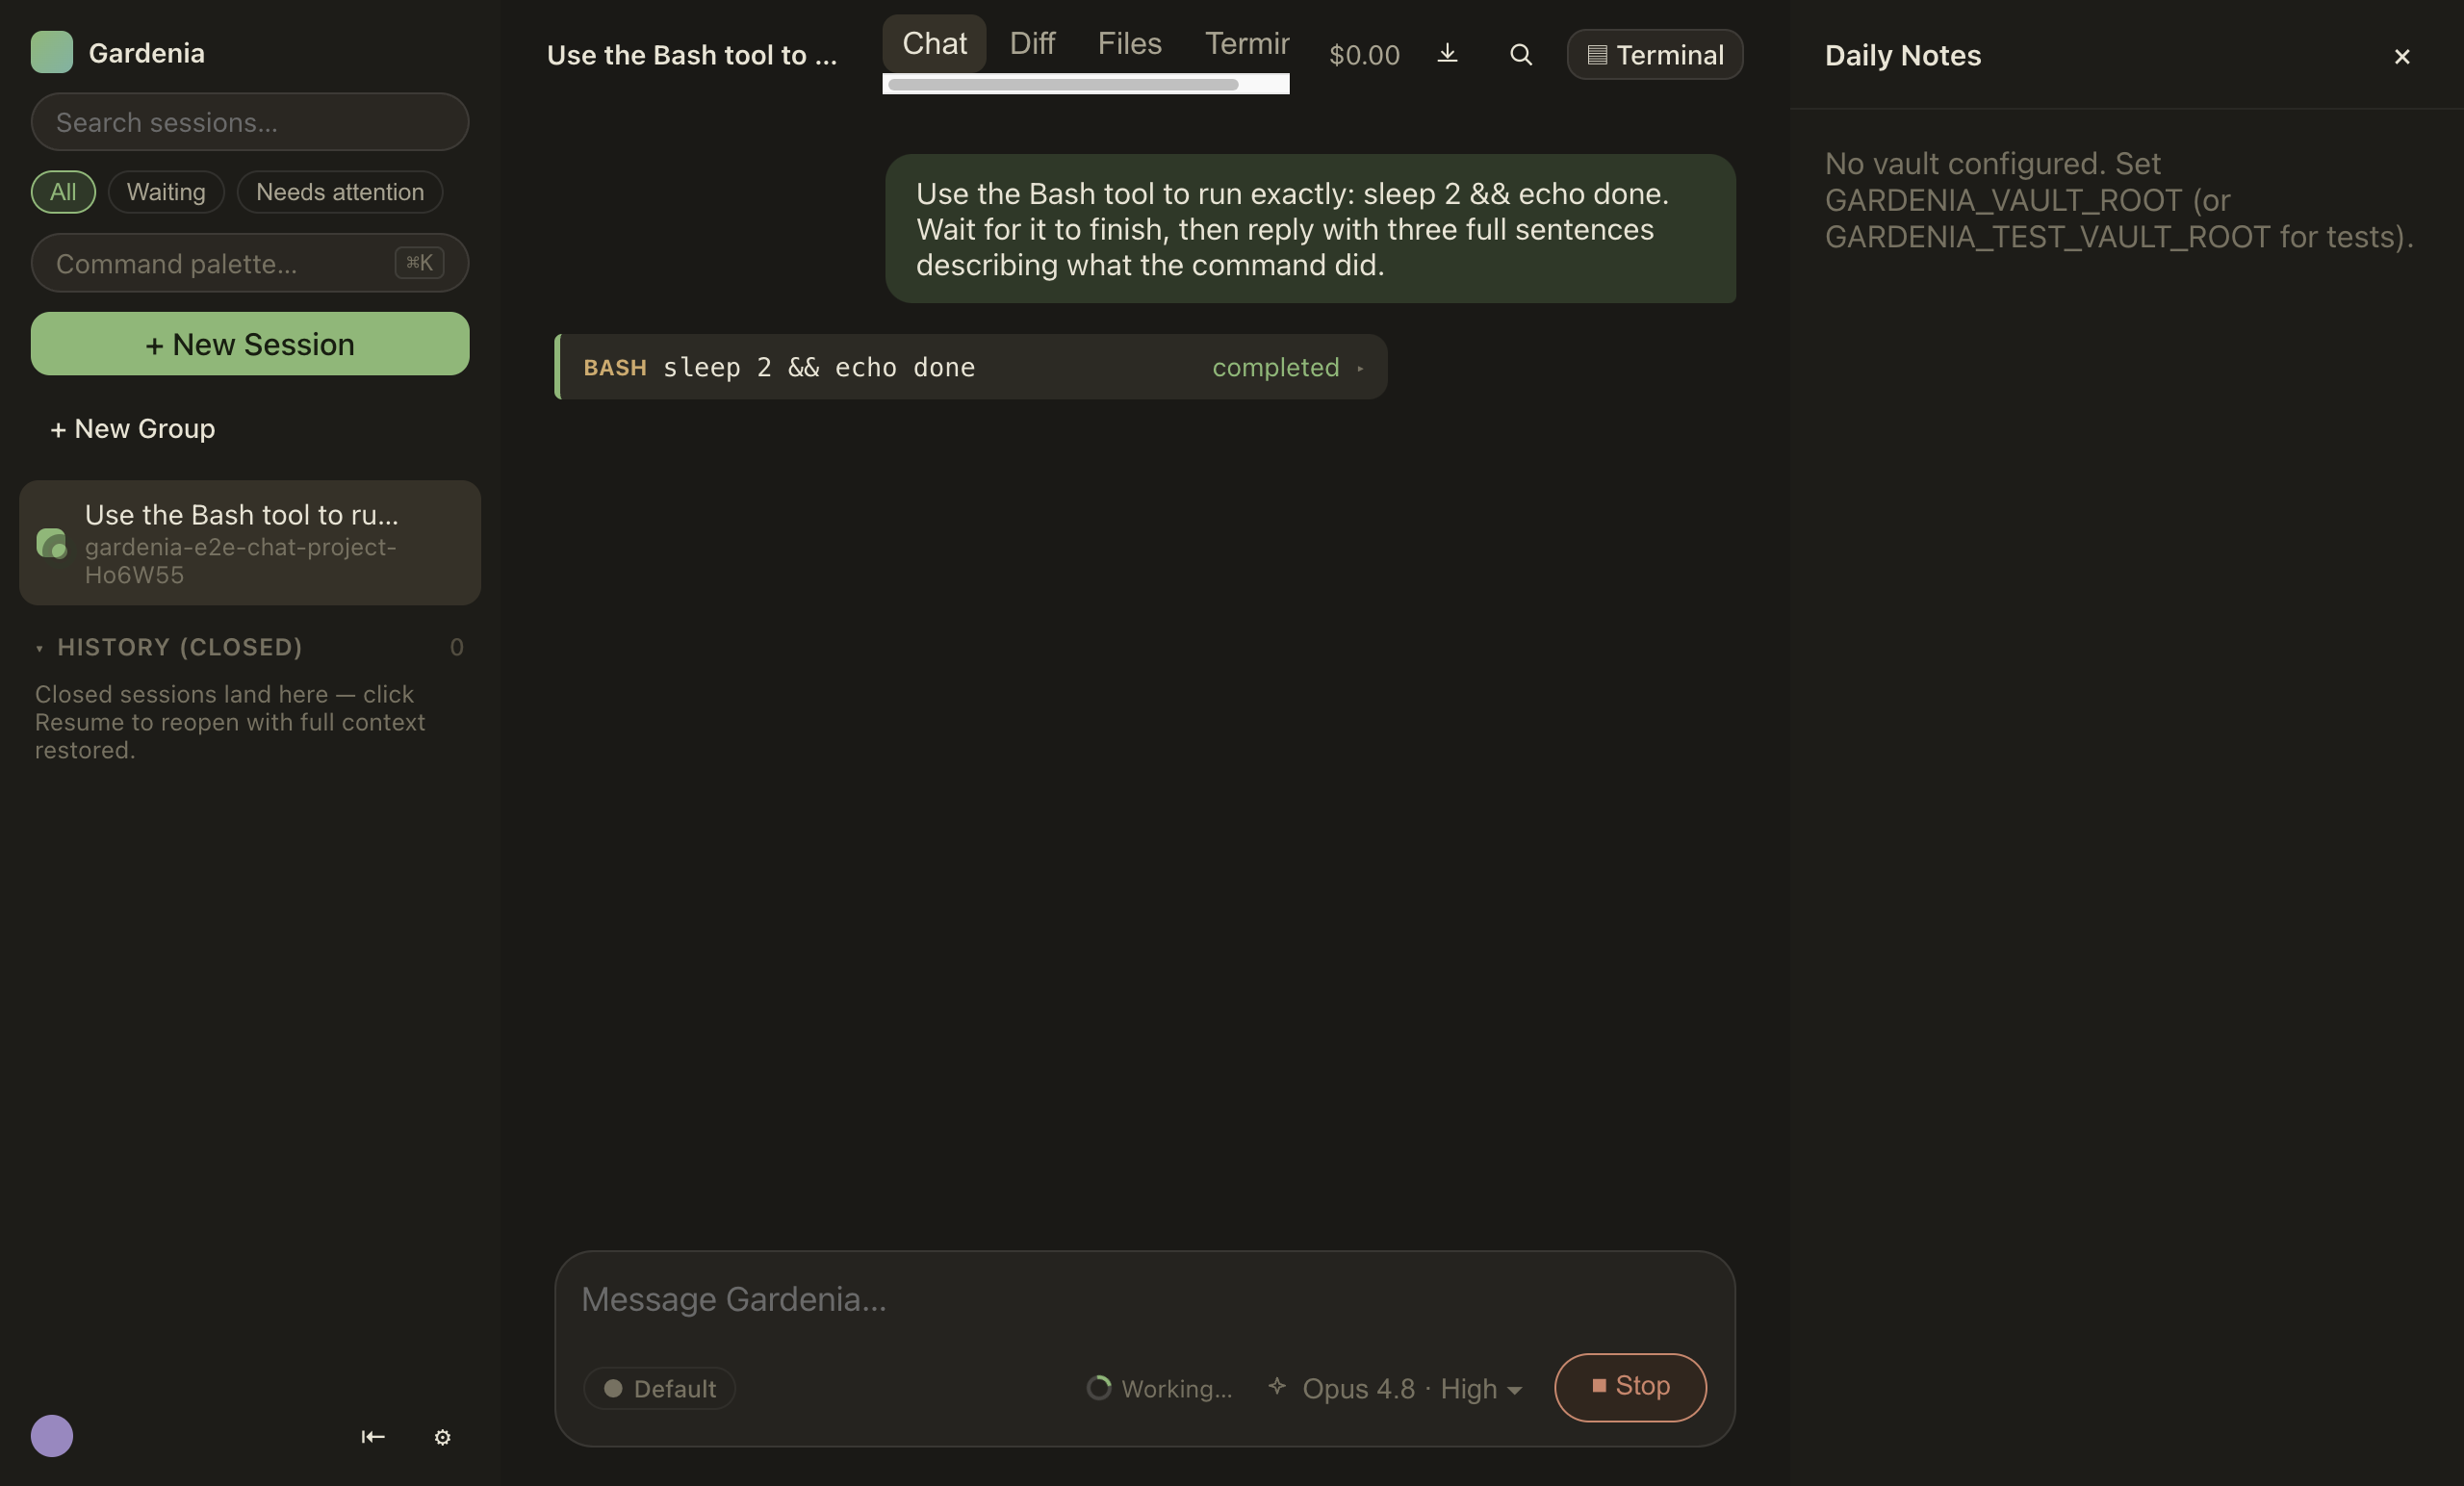 Gardenia
Search sessions...
All
Waiting
Needs attention
Command palette...
⌘K
+ New Session
+ New Group
Use the Bash tool to ru...
gardenia-e2e-chat-project-
Ho6W55
HISTORY (CLOSED)
0
Closed sessions land here — click
Resume to reopen with full context
restored.
Use the Bash tool to ...
Chat
Diff
Files
Termin
$0.00
Terminal
Use the Bash tool to run exactly: sleep 2 && echo done.
Wait for it to finish, then reply with three full sentences
describing what the command did.
BASH sleep 2 && echo done
completed
Message Gardenia...
Default
Working...
Opus 4.8 · High
Stop
Daily Notes
No vault configured. Set
GARDENIA_VAULT_ROOT (or
GARDENIA_TEST_VAULT_ROOT for tests).